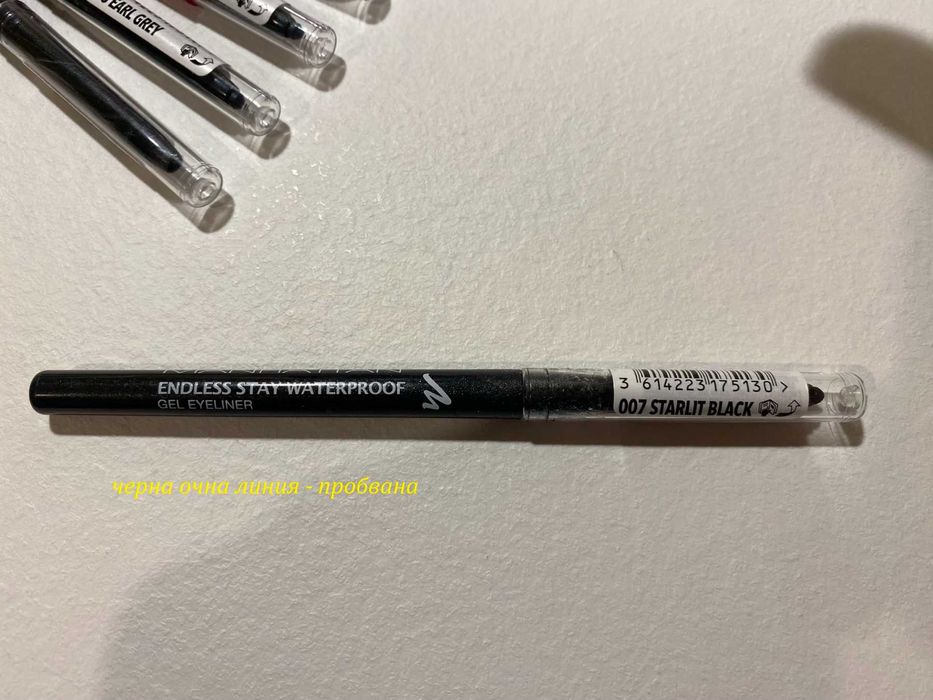 EARL GREY
ENDLESS STAY WATERPROOF
GEL EYELINER
M
3 614223 175130 >
007 STARLIT BLACK
черна очна линия - пробвана